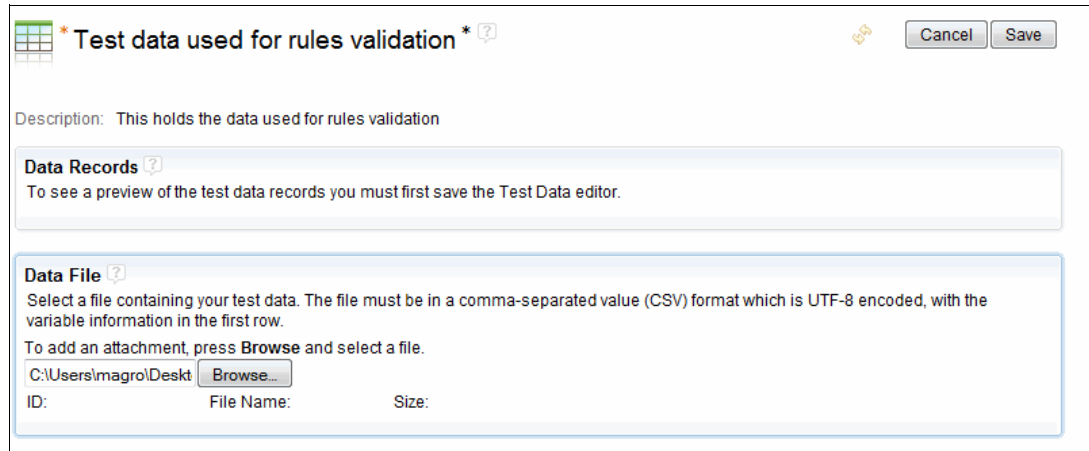 * Test data used for rules validation * ?
Cancel Save
Description: This holds the data used for rules validation
Data Records ?
To see a preview of the test data records you must first save the Test Data editor.
Data File ?
Select a file containing your test data. The file must be in a comma-separated value (CSV) format which is UTF-8 encoded, with the
variable information in the first row.
To add an attachment, press Browse and select a file.
C:\Users\magro\Deskt Browse...
ID: File Name: Size: